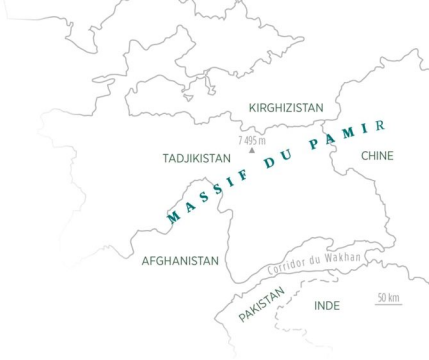 KIRGHIZISTAN
7 495 m
MASSIF DU PAMIR
TADJIKISTAN
CHINE
AFGHANISTAN
Corridor du Wakhan
PAKISTAN
INDE
50 km